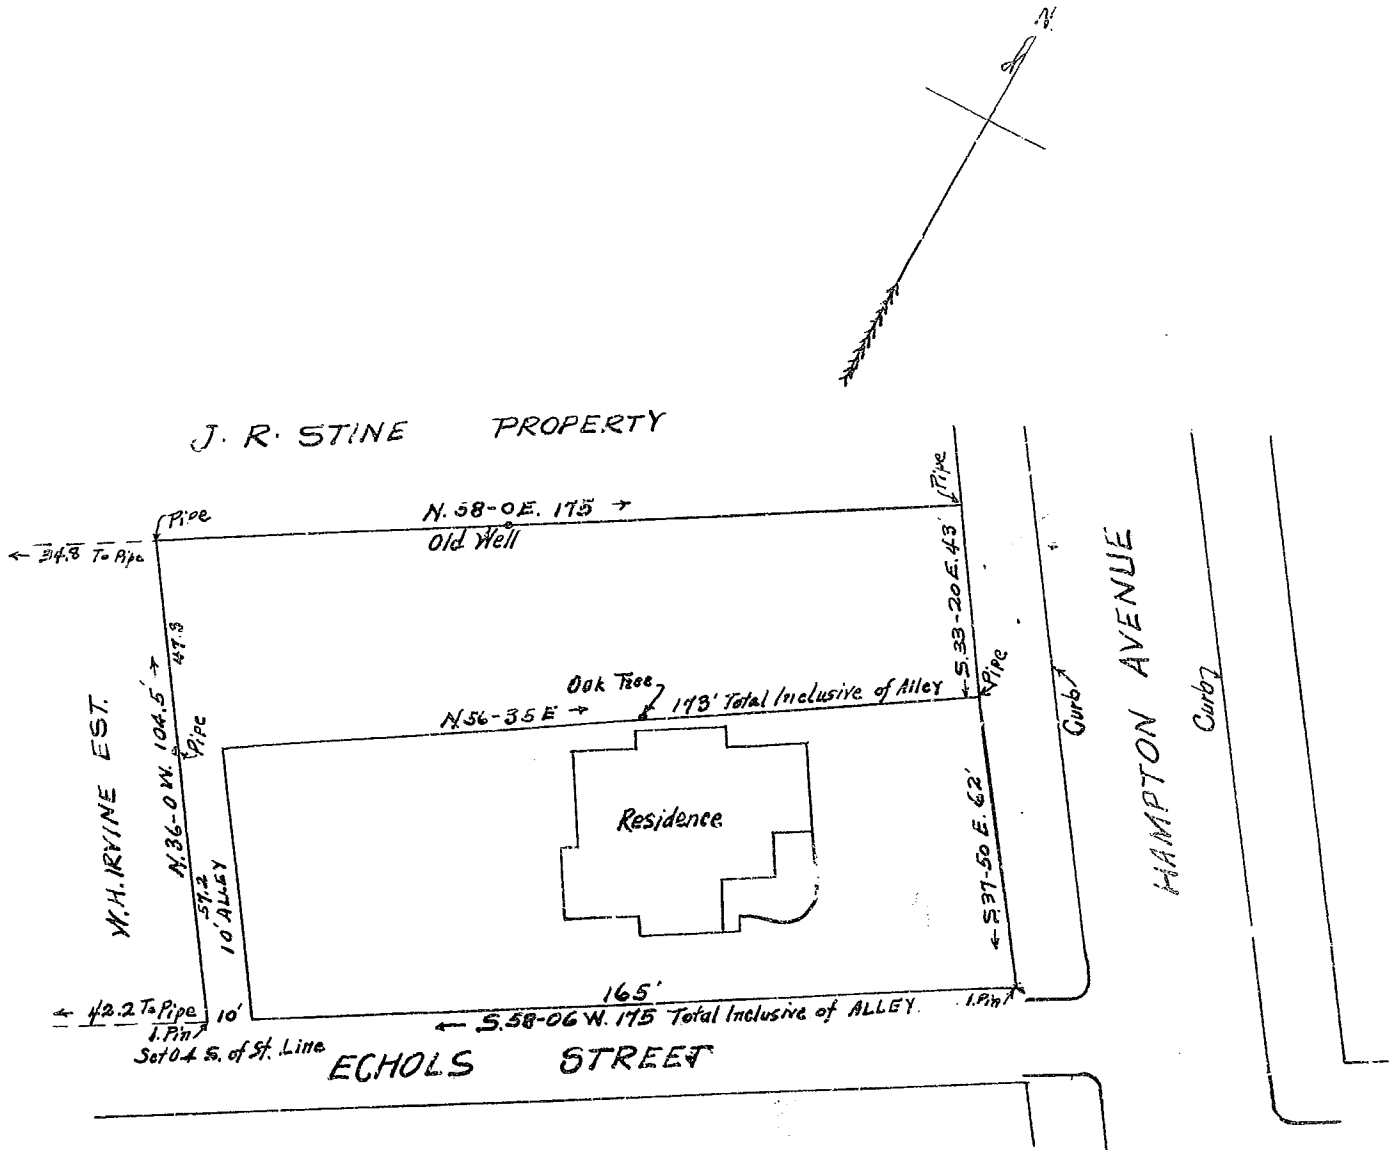 N.
J. R. STINE PROPERTY
Pipe
N. 58-0 E. 175 →
Old Well
Pipe
← 34.8 To Pipe
S. 33-20 E. 43'
47.3
N. 36-0 W. 104.5' →
Pipe
57.2
10' ALLEY
W. H. IRVINE EST.
Oak Tree
N 56-35 E →
173' Total Inclusive of Alley
Pipe
Residence
← S 37-50 E. 62'
Curb
HAMPTON AVENUE
Curb
← 42.2 To Pipe
10'
165'
I. Pin
I. Pin
← S. 58-06 W. 175 Total Inclusive of ALLEY.
Set 0.4 S. of St. Line
ECHOLS STREET